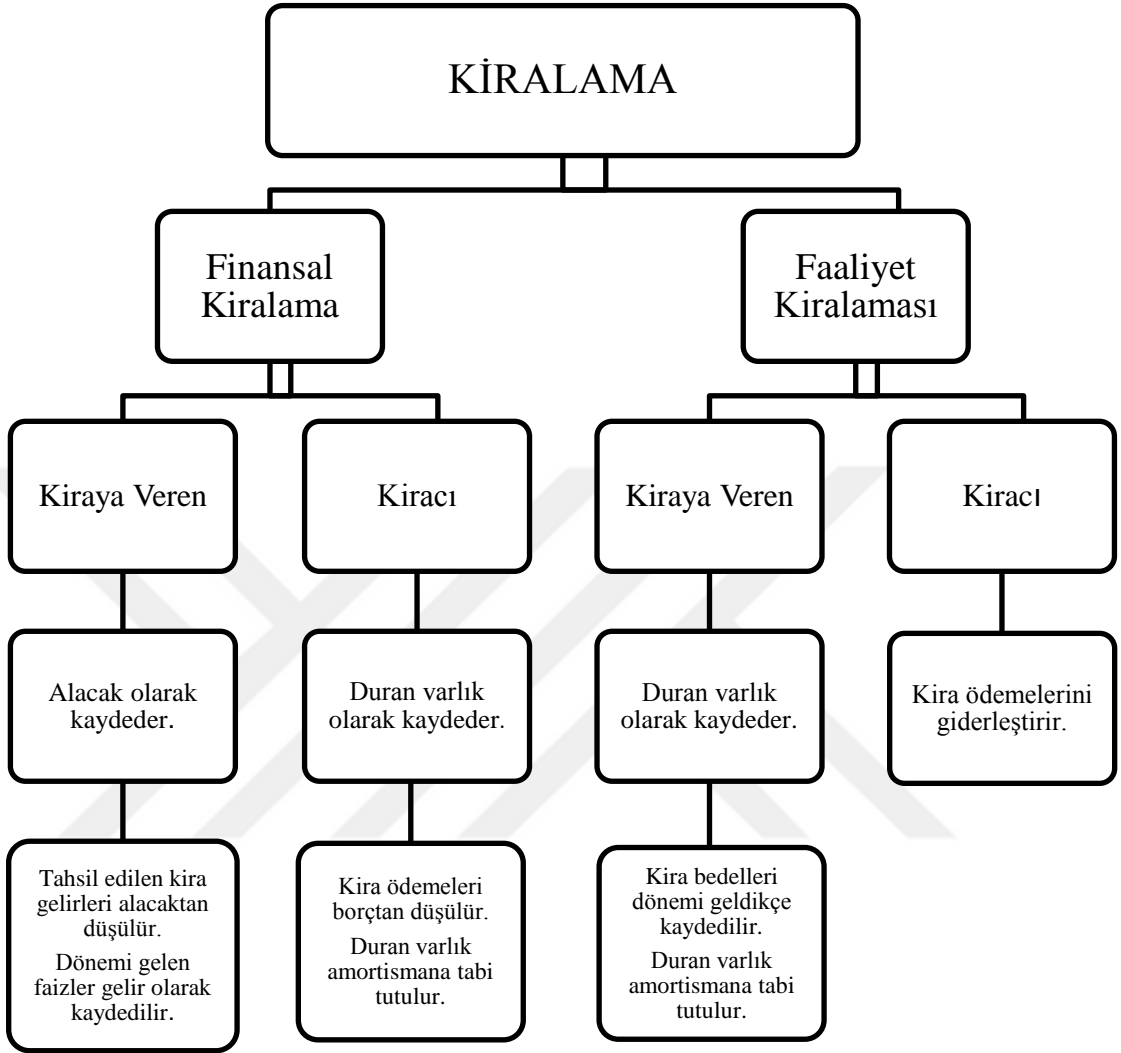 KİRALAMA
Finansal
Kiralama
Faaliyet
Kiralaması
Kiraya Veren
Kiracı
Kiraya Veren
Kiracı
Alacak olarak
kaydeder.
Duran varlık
olarak kaydeder.
Duran varlık
olarak kaydeder.
Kira ödemelerini
giderleştirir.
Tahsil edilen kira
gelirleri alacaktan
düşülür.
Dönemi gelen
faizler gelir olarak
kaydedilir.
Kira ödemeleri
borçtan düşülür.
Duran varlık
amortismana tabi
tutulur.
Kira bedelleri
dönemi geldikçe
kaydedilir.
Duran varlık
amortismana tabi
tutulur.